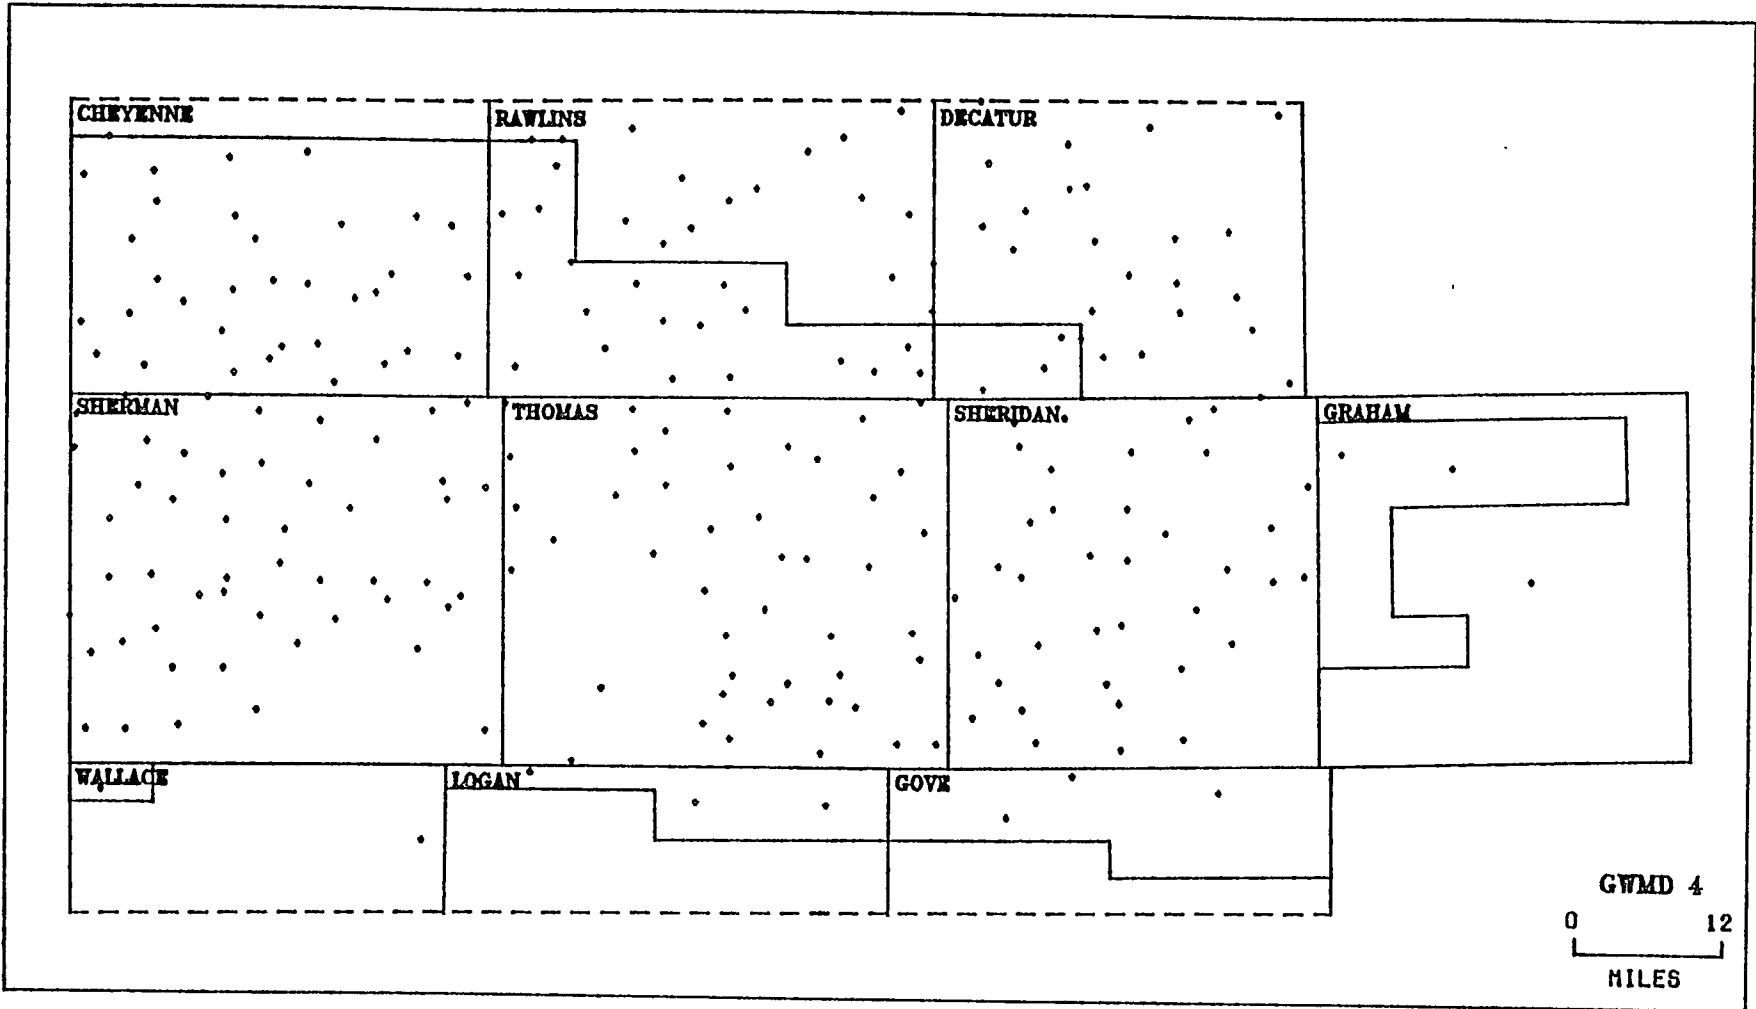 CHEYENNE
RAWLINS
DECATUR
SHERMAN
THOMAS
SHERIDAN
GRAHAM
WALLACE
LOGAN
GOVE
GWMD 4
0 12
MILES